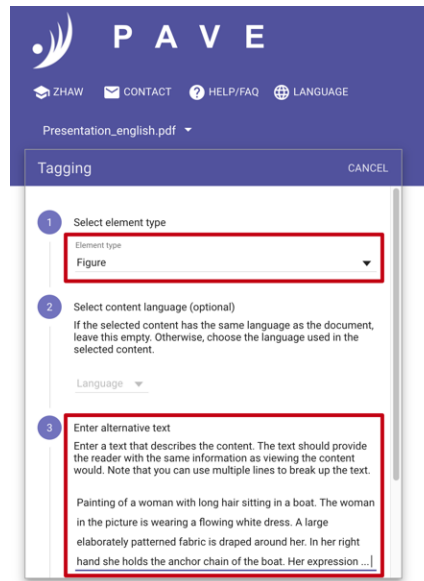 P A V E
ZHAW CONTACT HELP/FAQ LANGUAGE
Presentation_english.pdf
Tagging CANCEL
1 Select element type
Element type
Figure
2 Select content language (optional)
If the selected content has the same language as the document,
leave this empty. Otherwise, choose the language used in the
selected content.
Language
3 Enter alternative text
Enter a text that describes the content. The text should provide
the reader with the same information as viewing the content
would. Note that you can use multiple lines to break up the text.
Painting of a woman with long hair sitting in a boat. The woman
in the picture is wearing a flowing white dress. A large
elaborately patterned fabric is draped around her. In her right
hand she holds the anchor chain of the boat. Her expression ...